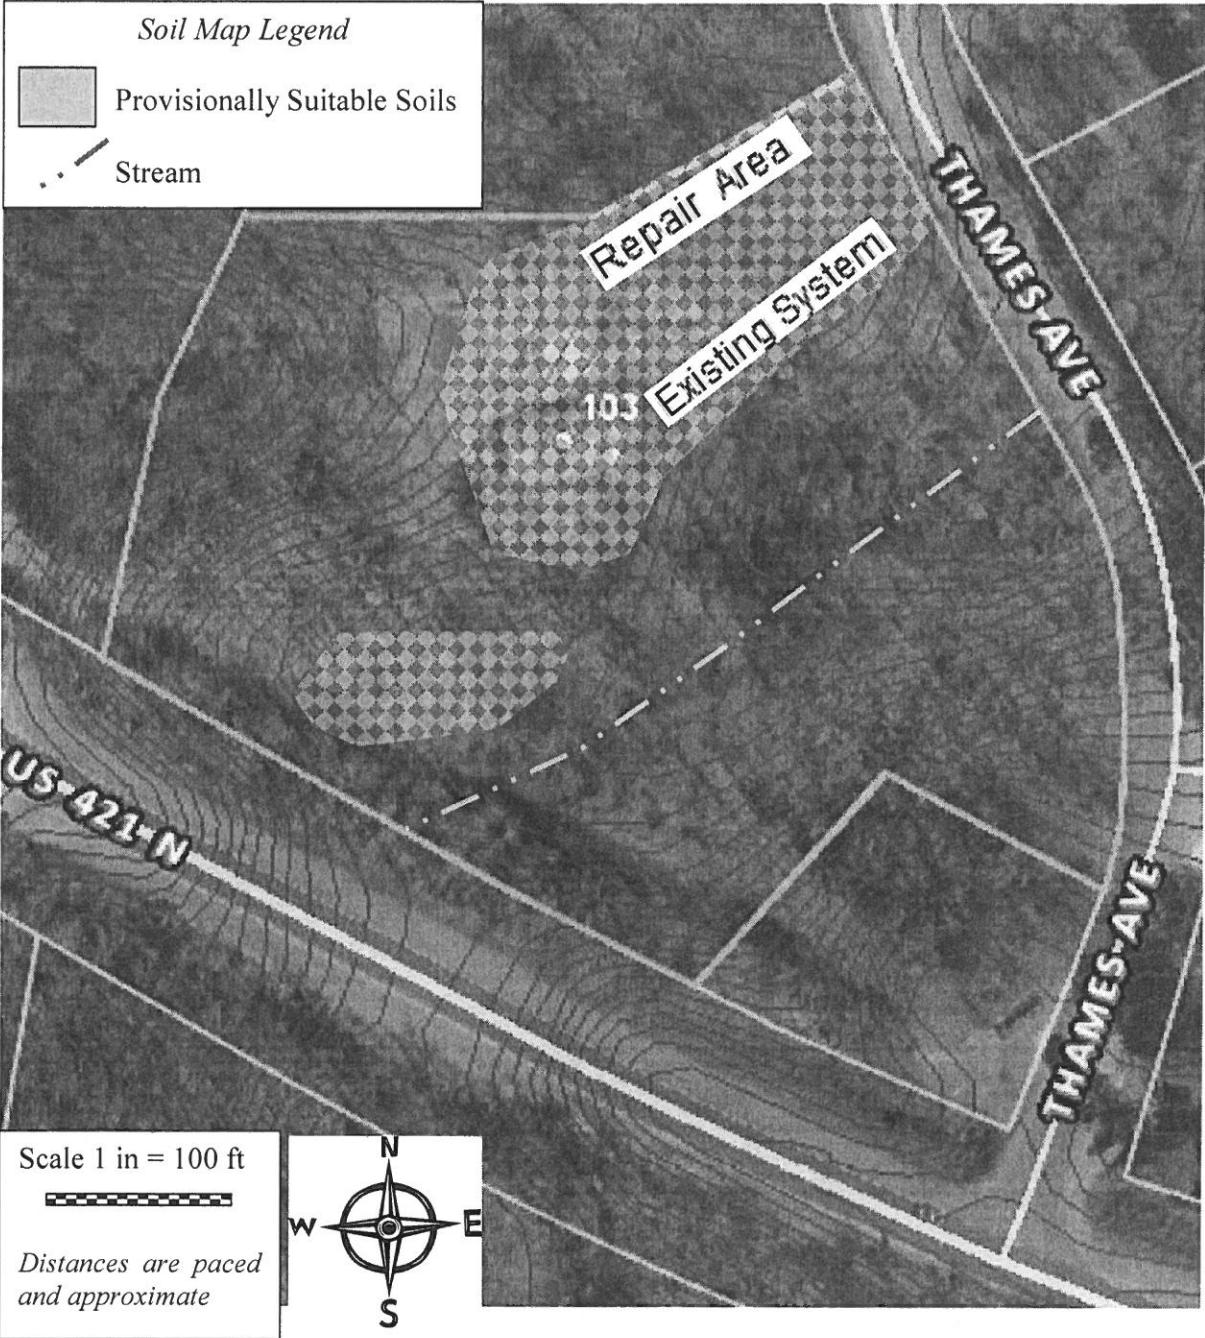 Soil Map Legend
Provisionally Suitable Soils
Stream
Repair Area
Existing System
103
THAMES AVE
US 421 N
THAMES AVE
Scale 1 in = 100 ft
Distances are paced
and approximate
N
W E
S